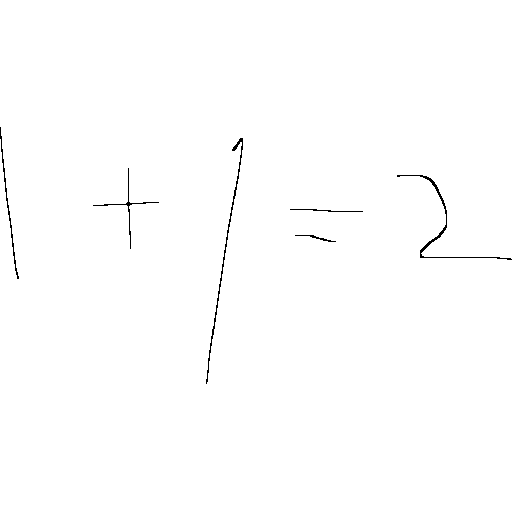 1 + 1 = 2